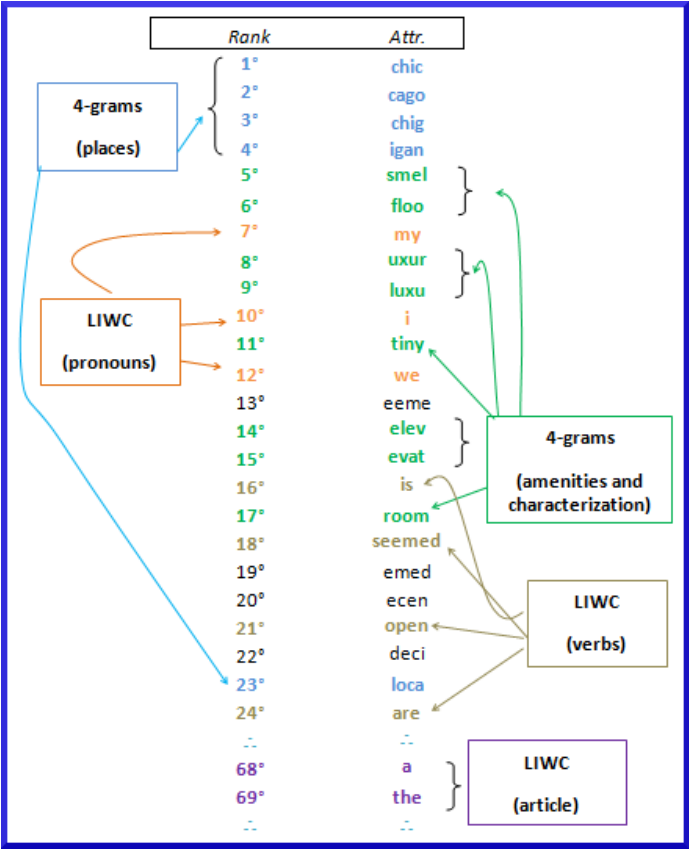 Rank Attr.
1° chic
2° cago
3° chig
4° igan
5° smel
6° floo
7° my
8° uxur
9° luxu
10° i
11° tiny
12° we
13° eeme
14° elev
15° evat
16° is
17° room
18° seemed
19° emed
20° ecen
21° open
22° deci
23° loca
24° are
68° a
69° the
4-grams
(places)
LIWC
(pronouns)
4-grams
(amenities and
characterization)
LIWC
(verbs)
LIWC
(article)